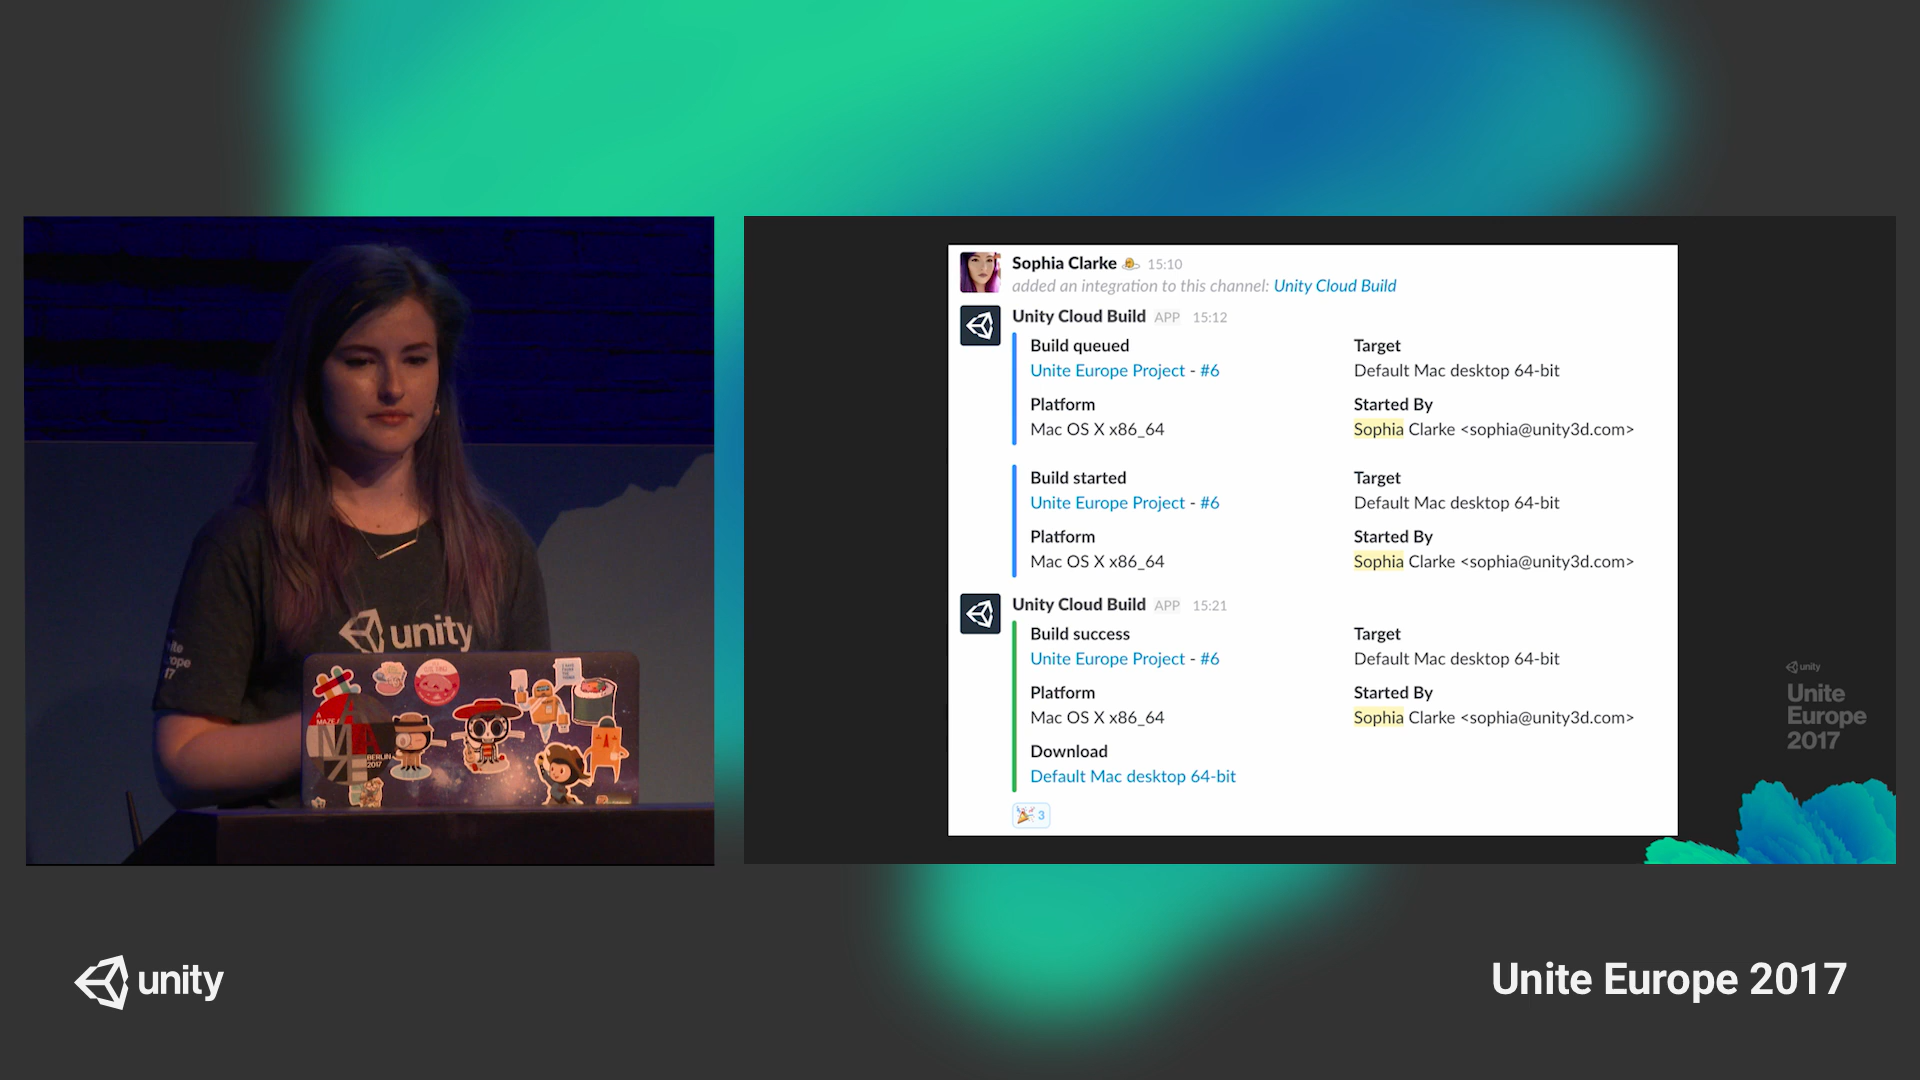 Sophia Clarke 15:10
added an integration to this channel: Unity Cloud Build
Unity Cloud Build APP 15:12
Build queued
Unite Europe Project - #6
Target
Default Mac desktop 64-bit
Platform
Mac OS X x86_64
Started By
Sophia Clarke <sophia@unity3d.com>
Build started
Unite Europe Project - #6
Target
Default Mac desktop 64-bit
Platform
Mac OS X x86_64
Started By
Sophia Clarke <sophia@unity3d.com>
Unity Cloud Build APP 15:21
Build success
Unite Europe Project - #6
Target
Default Mac desktop 64-bit
Platform
Mac OS X x86_64
Started By
Sophia Clarke <sophia@unity3d.com>
Download
Default Mac desktop 64-bit
3
unity
Unite
Europe
2017
unity
BERLIN
2017
unity
Unite Europe 2017